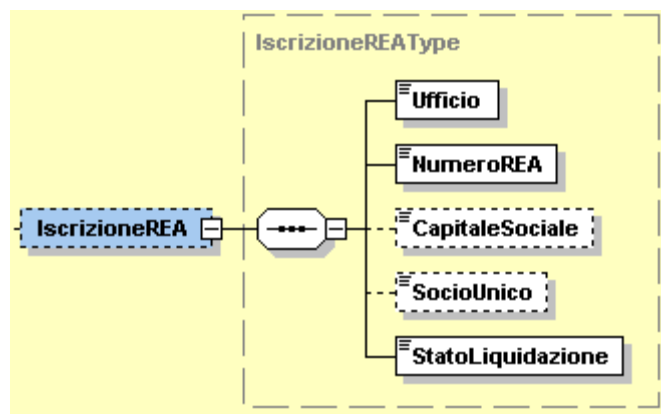 IscrizioneREAType
Ufficio
NumeroREA
IscrizioneREA
CapitaleSociale
SocioUnico
StatoLiquidazione